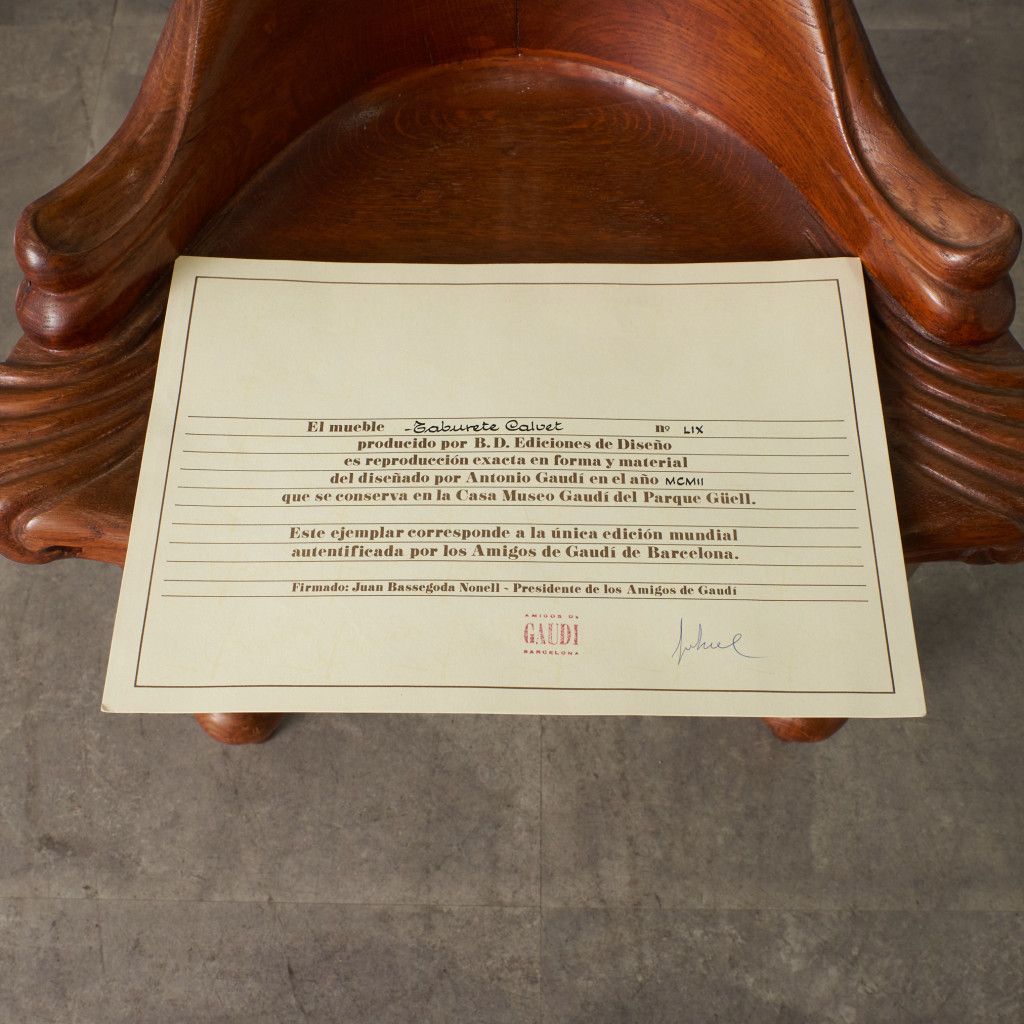 El mueble -Taburete Calvet nº LIX
producido por B. D. Ediciones de Diseño
es reproducción exacta en forma y material
del diseñado por Antonio Gaudí en el año MCMII
que se conserva en la Casa Museo Gaudí del Parque Güell.
Este ejemplar corresponde a la única edición mundial
autentificada por los Amigos de Gaudí de Barcelona.
Firmado: Juan Bassegoda Nonell - Presidente de los Amigos de Gaudí
AMIGOS DE
GAUDI
BARCELONA